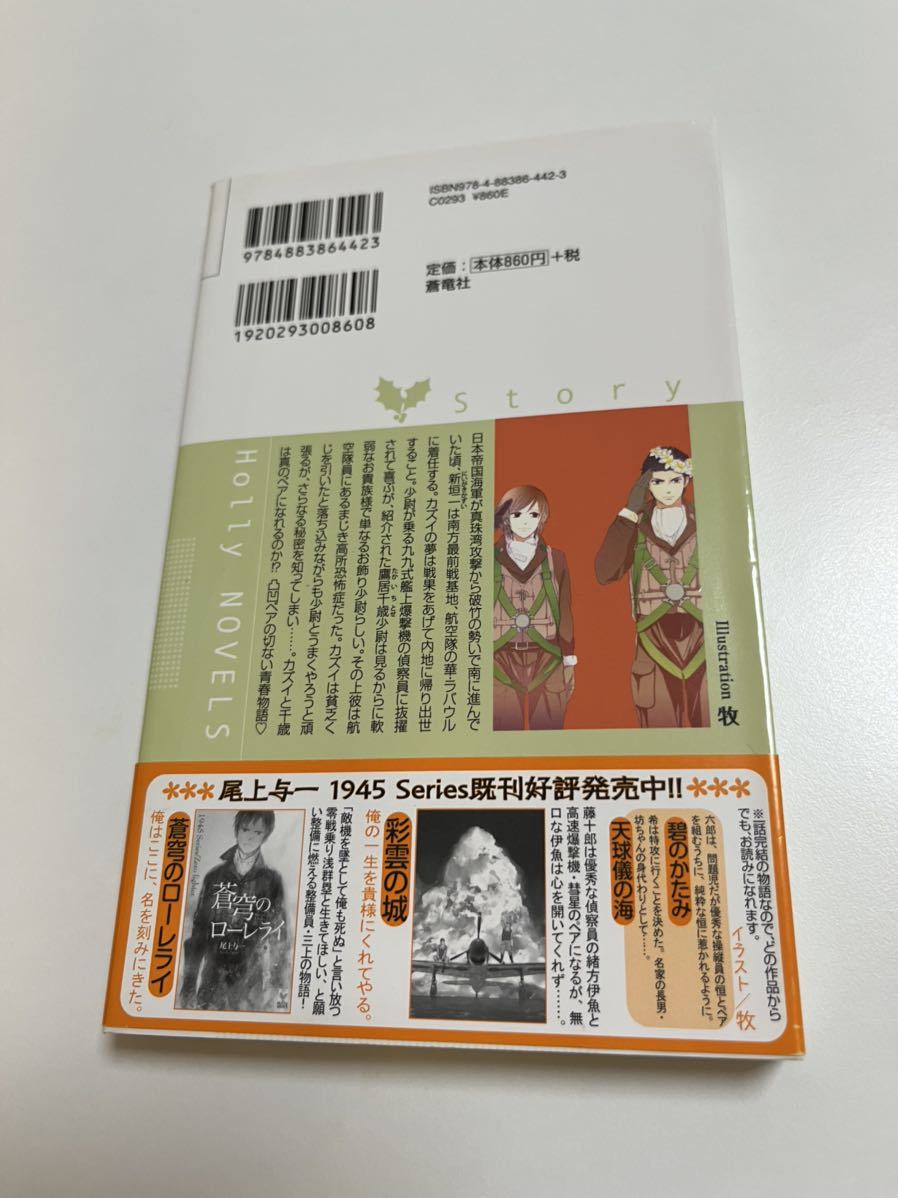 ISBN978-4-88386-442-3
C0293 ¥860E
9784883864423
定価：本体860円+税
蒼竜社
1920293008608
Story
日本帝国海軍が真珠湾攻撃から破竹の勢いで南に進んで
いた頃、新垣一は南方最前戦基地、航空隊の華・ラバウル
にいがきかずい
に着任する。カズイの夢は戦果をあげて内地に帰り出世
すること。少尉が乗る九九式艦上爆撃機の偵察員に抜擢
されて喜ぶが、紹介された鷹居千歳少尉は見るからに軟
たかいちとせ
弱なお貴族様で単なるお飾り少尉らしい。その上彼は航
空隊員にあるまじき高所恐怖症だった。カズイは貧乏く
じを引いたと落ち込みながらも少尉とうまくやろうと頑
張るが、さらなる秘密を知ってしまい……。カズイと千歳
は真のペアになれるのか!? 凸凹ペアの切ない青春物語♡
Illustration 牧
Holly NOVELS
***尾上与一 1945 Series既刊好評発売中!!***
※一話完結の物語なので、どの作品から
でも、お読みになれます。
イラスト/牧
碧のかたみ
六郎は、問題児だが優秀な操縦員の恒とペア
を組むうちに、純粋な恒に惹かれるように。
天球儀の海
希は特攻に行くことを決めた。名家の長男・
坊ちゃんの身代わりとして……。
彩雲の城
藤十郎は優秀な偵察員の緒方伊魚と
高速爆撃機・彗星のペアになるが、無
口な伊魚は心を開いてくれず……。
俺の一生を貴様にくれてやる。
蒼穹のローレライ
「敵機を墜として俺も死ぬ」と言い放つ
零戦乗り・浅群塁と生きてほしい、と願
い整備に燃える整備員・三上の物語！
俺はここに、名を刻みにきた。
1945 Series/Zero fighter
蒼穹の
ローレライ
尾上与一